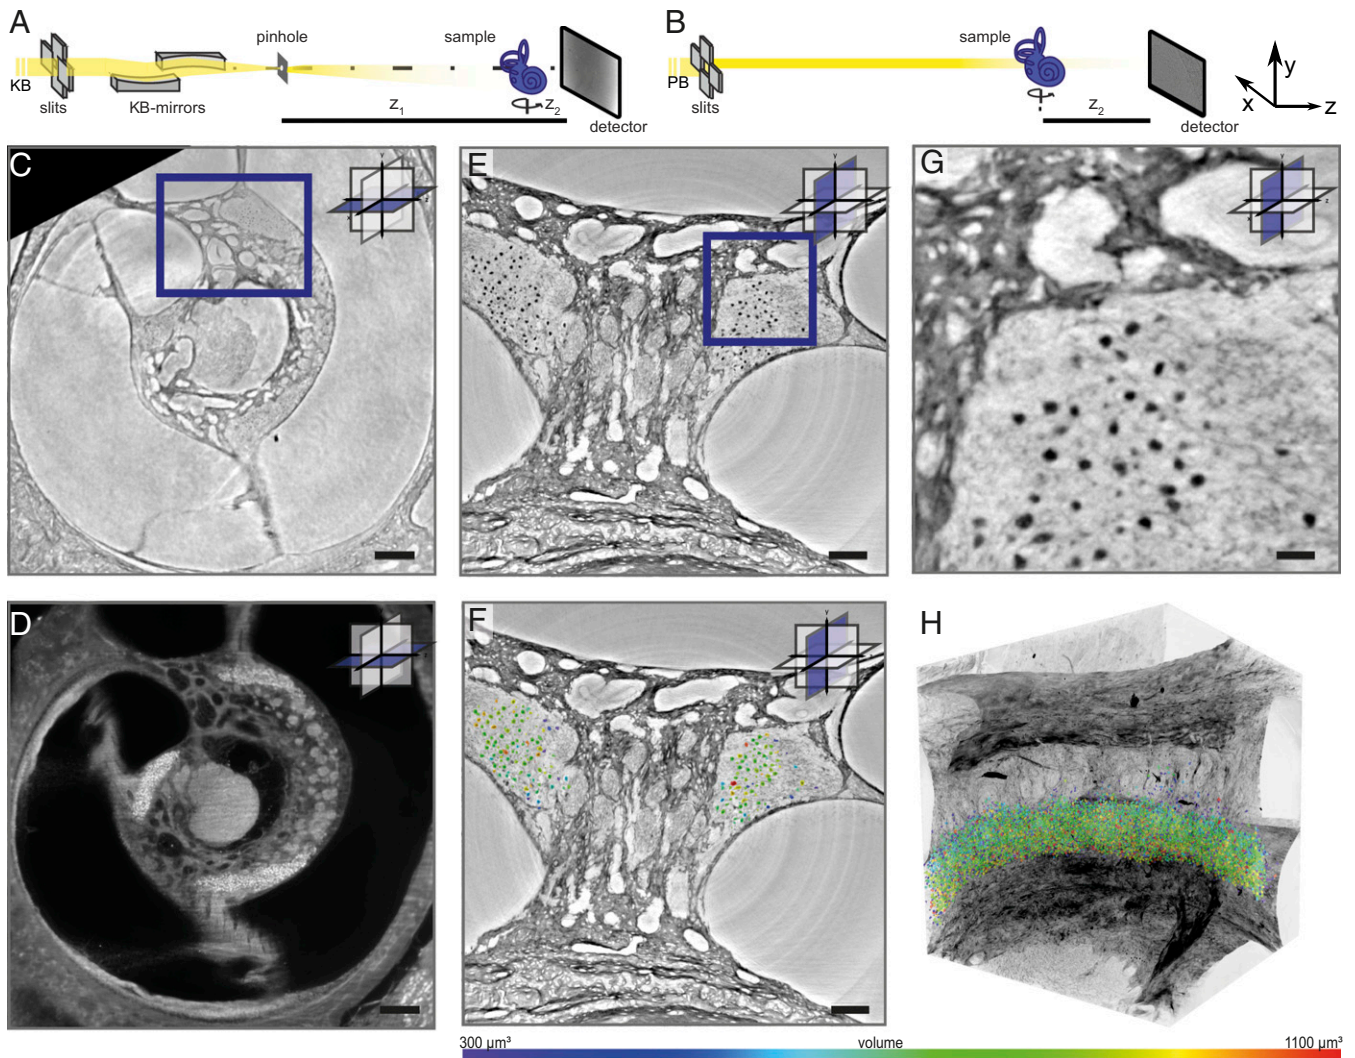 A
pinhole
sample
KB
slits
KB-mirrors
z1
z2
detector
B
sample
PB
slits
z2
detector
y
x
z
C
y
x
z
E
y
G
y
z
D
F
y
H
300 µm³
volume
1100 µm³